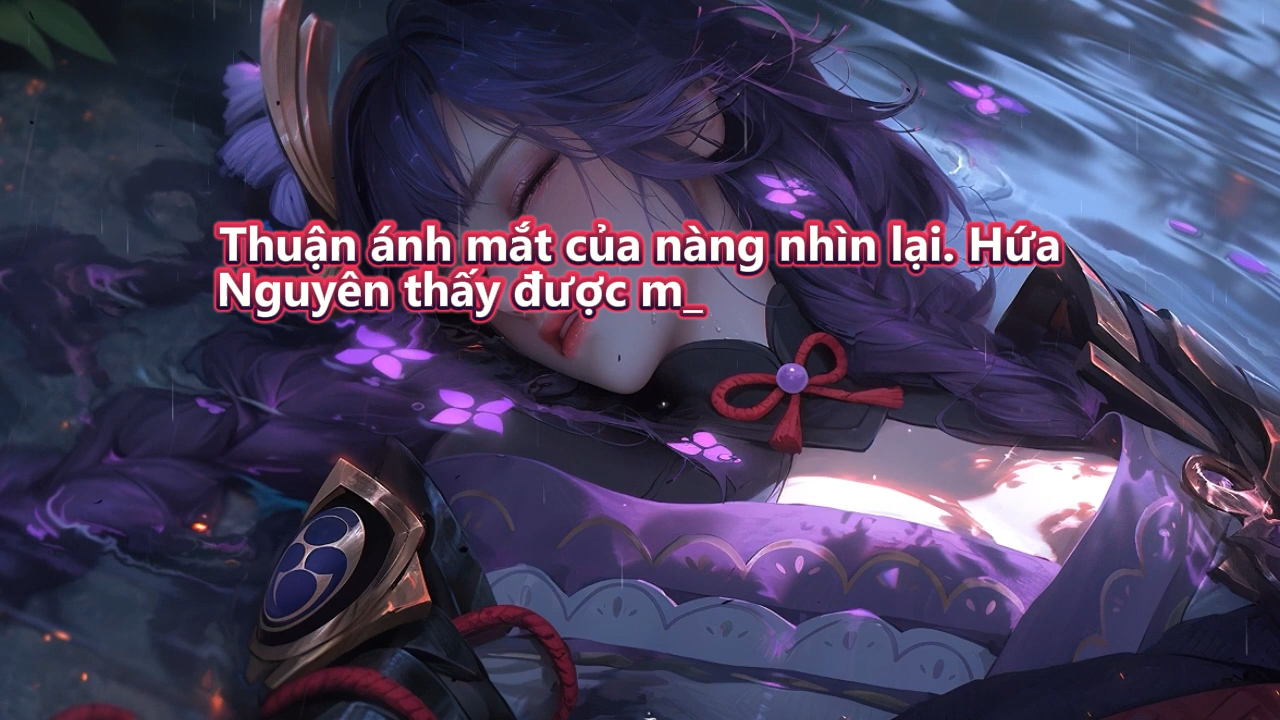 Thuận ánh mắt của nàng nhìn lại. Hứa
Nguyên thấy được m_